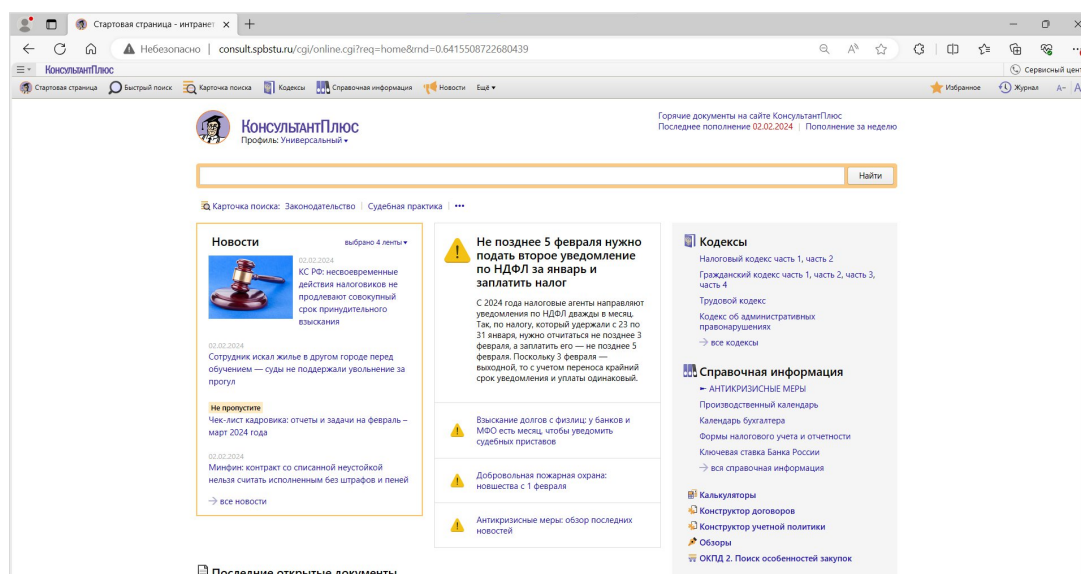 Стартовая страница - интранет
Небезопасно | consult.spbstu.ru/cgi/online.cgi?req=home&rnd=0.6415508722680439
КонсультантПлюс
Сервисный цент
Стартовая страница Быстрый поиск Карточка поиска Кодексы Справочная информация Новости Ещё
Избранное Журнал А− А
КонсультантПлюс
Профиль: Универсальный
Горячие документы на сайте КонсультантПлюс
Последнее пополнение 02.02.2024 | Пополнение за неделю
Найти
Карточка поиска: Законодательство | Судебная практика | •••
Новости
выбрано 4 ленты
02.02.2024
КС РФ: несвоевременные
действия налоговиков не
продлевают совокупный
срок принудительного
взыскания
02.02.2024
Сотрудник искал жилье в другом городе перед
обучением — суды не поддержали увольнение за
прогул
Не пропустите
Чек-лист кадровика: отчеты и задачи на февраль –
март 2024 года
02.02.2024
Минфин: контракт со списанной неустойкой
нельзя считать исполненным без штрафов и пеней
→ все новости
Не позднее 5 февраля нужно
подать второе уведомление
по НДФЛ за январь и
заплатить налог
С 2024 года налоговые агенты направляют
уведомления по НДФЛ дважды в месяц.
Так, по налогу, который удержали с 23 по
31 января, нужно отчитаться не позднее 3
февраля, а заплатить его — не позднее 5
февраля. Поскольку 3 февраля —
выходной, то с учетом переноса крайний
срок уведомления и уплаты одинаковый.
Взыскание долгов с физлиц: у банков и
МФО есть месяц, чтобы уведомить
судебных приставов
Добровольная пожарная охрана:
новшества с 1 февраля
Антикризисные меры: обзор последних
новостей
Кодексы
Налоговый кодекс часть 1, часть 2
Гражданский кодекс часть 1, часть 2, часть 3,
часть 4
Трудовой кодекс
Кодекс об административных
правонарушениях
→ все кодексы
Справочная информация
АНТИКРИЗИСНЫЕ МЕРЫ
Производственный календарь
Календарь бухгалтера
Формы налогового учета и отчетности
Ключевая ставка Банка России
→ вся справочная информация
Калькуляторы
Конструктор договоров
Конструктор учетной политики
Обзоры
ОКПД 2. Поиск особенностей закупок
Последние открытые документы